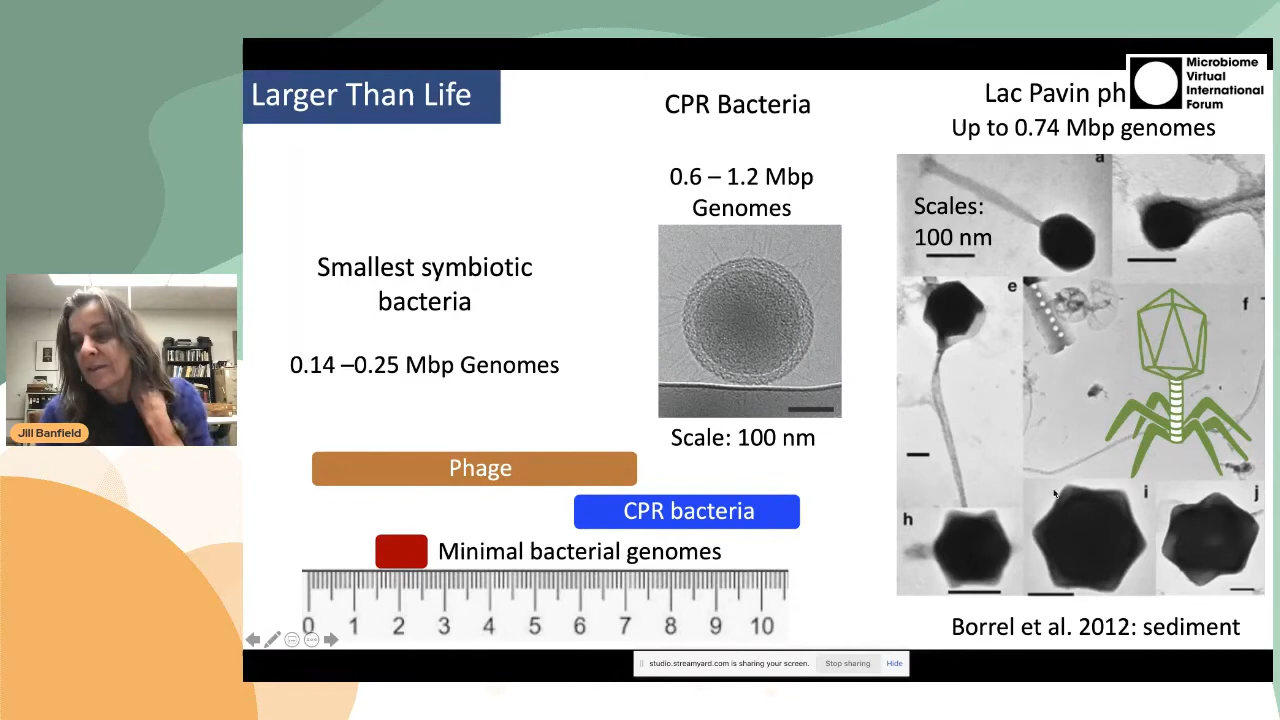 Larger Than Life
CPR Bacteria
Lac Pavin ph
Microbiome
Virtual
International
Forum
Up to 0.74 Mbp genomes
0.6 – 1.2 Mbp
Genomes
a
Scales:
100 nm
Smallest symbiotic
bacteria
e
f
0.14 –0.25 Mbp Genomes
Jill Banfield
Scale: 100 nm
Phage
CPR bacteria
h
i
j
Minimal bacterial genomes
0 1 2 3 4 5 6 7 8 9 10
Borrel et al. 2012: sediment
studio.streamyard.com is sharing your screen. Stop sharing Hide